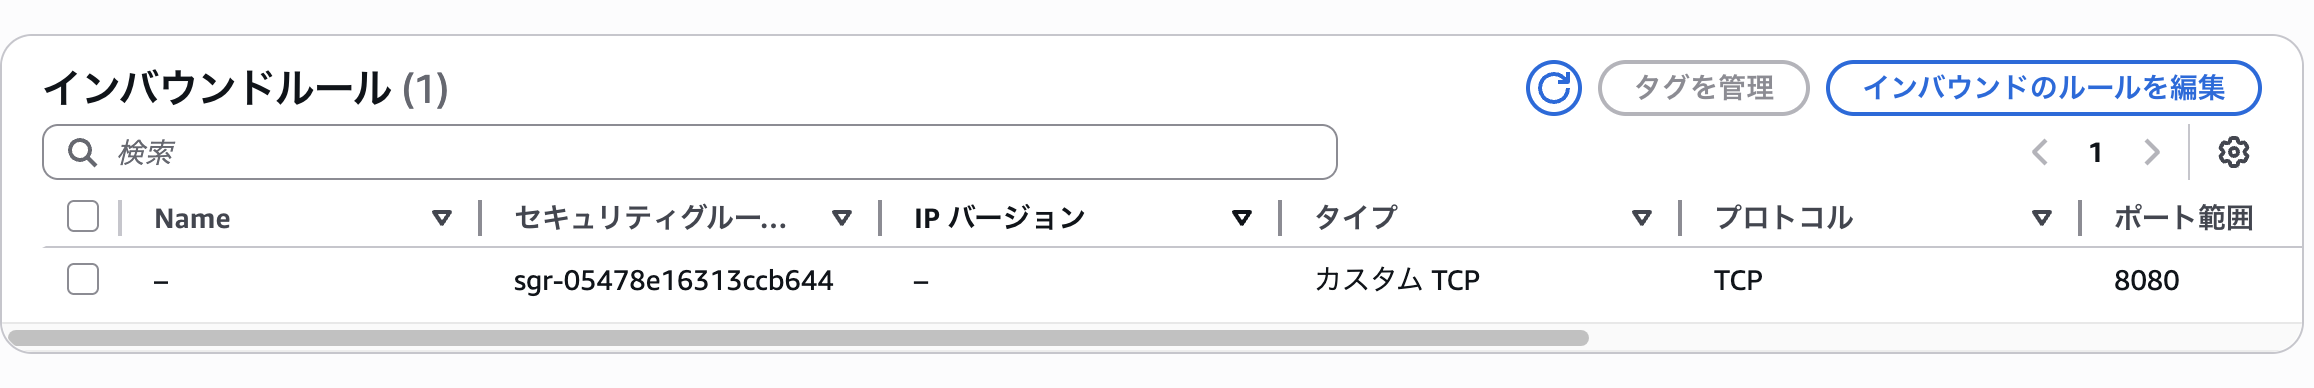 インバウンドルール (1)
タグを管理
インバウンドのルールを編集
検索
1
Name
セキュリティグルー...
IP バージョン
タイプ
プロトコル
ポート範囲
–
sgr-05478e16313ccb644
–
カスタム TCP
TCP
8080